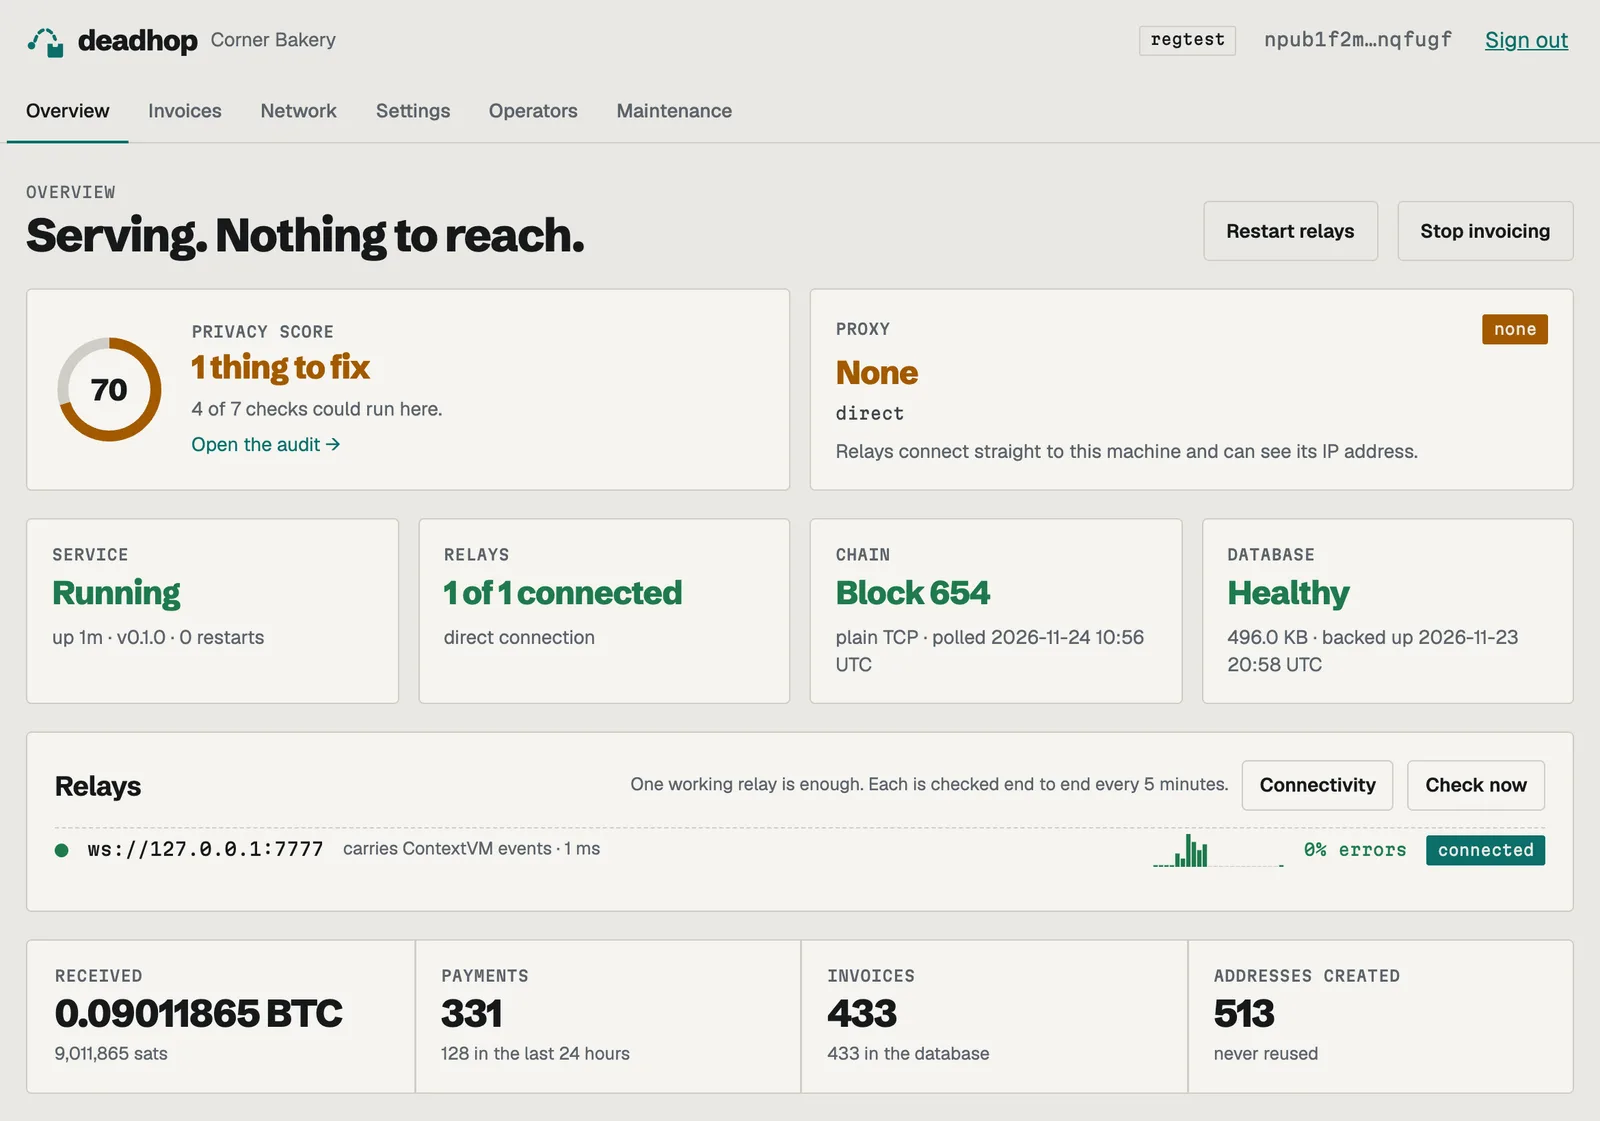 deadhop Corner Bakery
regtest npub1f2m…nqfugf Sign out
Overview Invoices Network Settings Operators Maintenance
OVERVIEW
Serving. Nothing to reach.
Restart relays Stop invoicing
70
PRIVACY SCORE
1 thing to fix
4 of 7 checks could run here.
Open the audit →
PROXY
none
None
direct
Relays connect straight to this machine and can see its IP address.
SERVICE
Running
up 1m · v0.1.0 · 0 restarts
RELAYS
1 of 1 connected
direct connection
CHAIN
Block 654
plain TCP · polled 2026-11-24 10:56
UTC
DATABASE
Healthy
496.0 KB · backed up 2026-11-23
20:58 UTC
Relays
One working relay is enough. Each is checked end to end every 5 minutes.
Connectivity Check now
ws://127.0.0.1:7777 carries ContextVM events · 1 ms
0% errors connected
RECEIVED
0.09011865 BTC
9,011,865 sats
PAYMENTS
331
128 in the last 24 hours
INVOICES
433
433 in the database
ADDRESSES CREATED
513
never reused